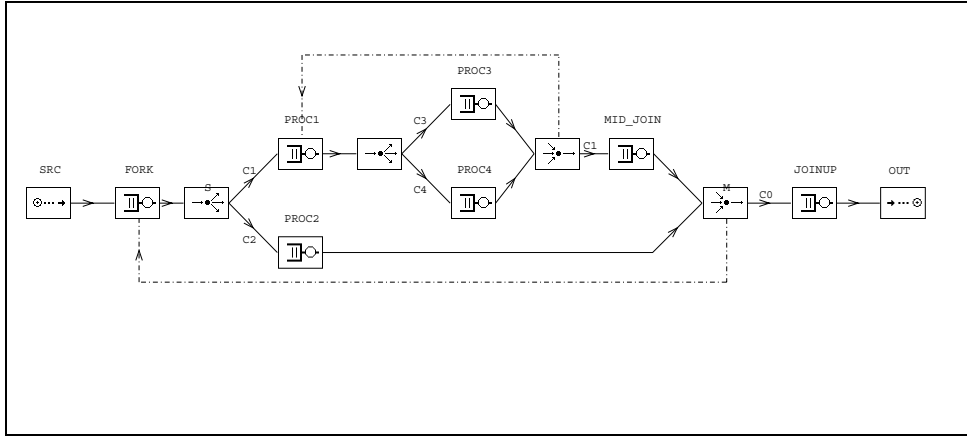 PROC3
PROC1
C3
MID_JOIN
C1
SRC
FORK
C1
S
C4
PROC4
M
C0
JOINUP
OUT
PROC2
C2